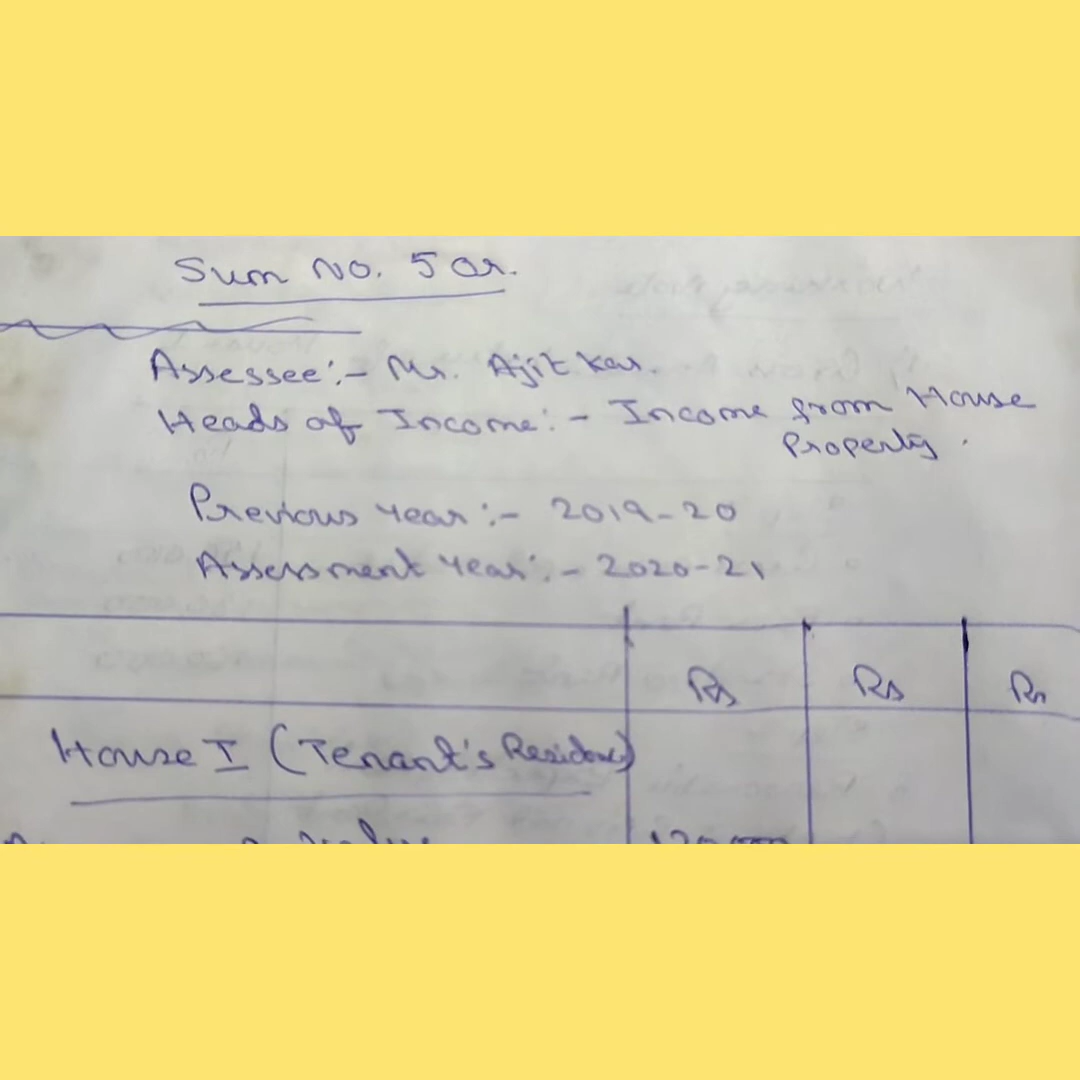 Sum No. 5 Or.
Assessee:- Mr. Ajit Kar.
Heads of Income:- Income from House
Property.
Previous Year:- 2019-20
Assessment Year:- 2020-21
Rs Rs Rs
House I (Tenant's Residence)